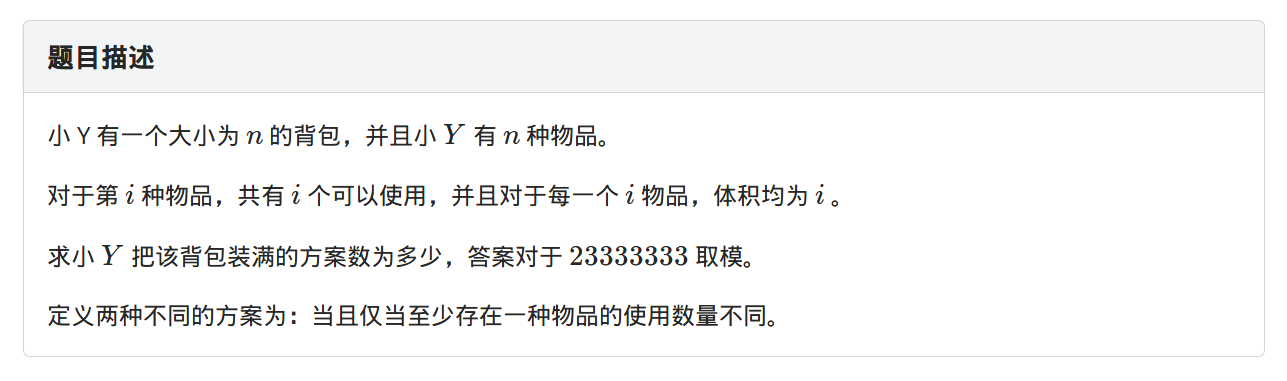 题目描述
小 Y 有一个大小为 n 的背包，并且小 Y 有 n 种物品。
对于第 i 种物品，共有 i 个可以使用，并且对于每一个 i 物品，体积均为 i 。
求小 Y 把该背包装满的方案数为多少，答案对于 23333333 取模。
定义两种不同的方案为：当且仅当至少存在一种物品的使用数量不同。